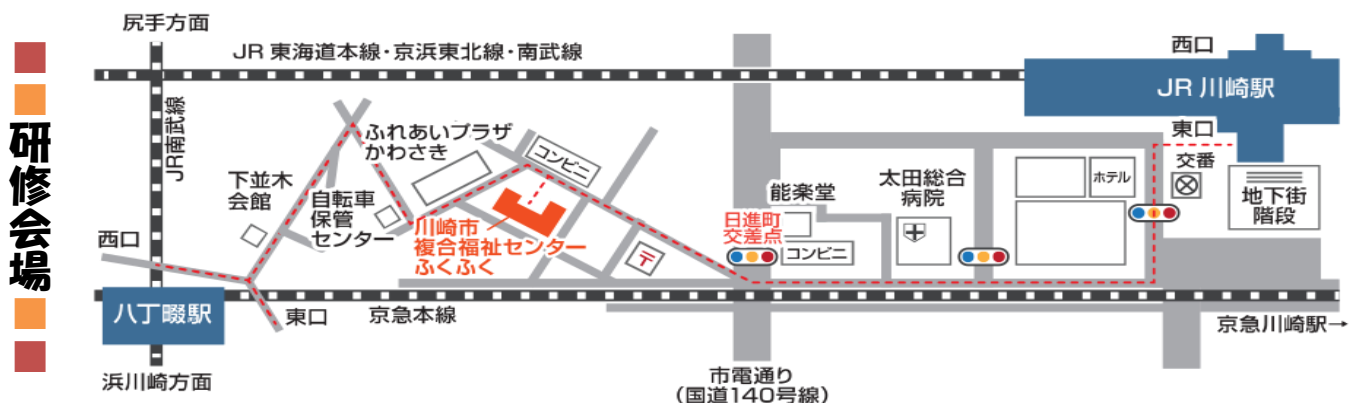 研修会場
尻手方面
JR 東海道本線・京浜東北線・南武線
JR南武線
西口
JR 川崎駅
東口
交番
地下街
階段
ホテル
太田総合
病院
能楽堂
コンビニ
日進町
交差点
コンビニ
ふれあいプラザ
かわさき
下並木
会館
自転車
保管
センター
川崎市
複合福祉センター
ふくふく
〒
西口
八丁畷駅
東口
京急本線
京急川崎駅→
浜川崎方面
市電通り
(国道140号線)